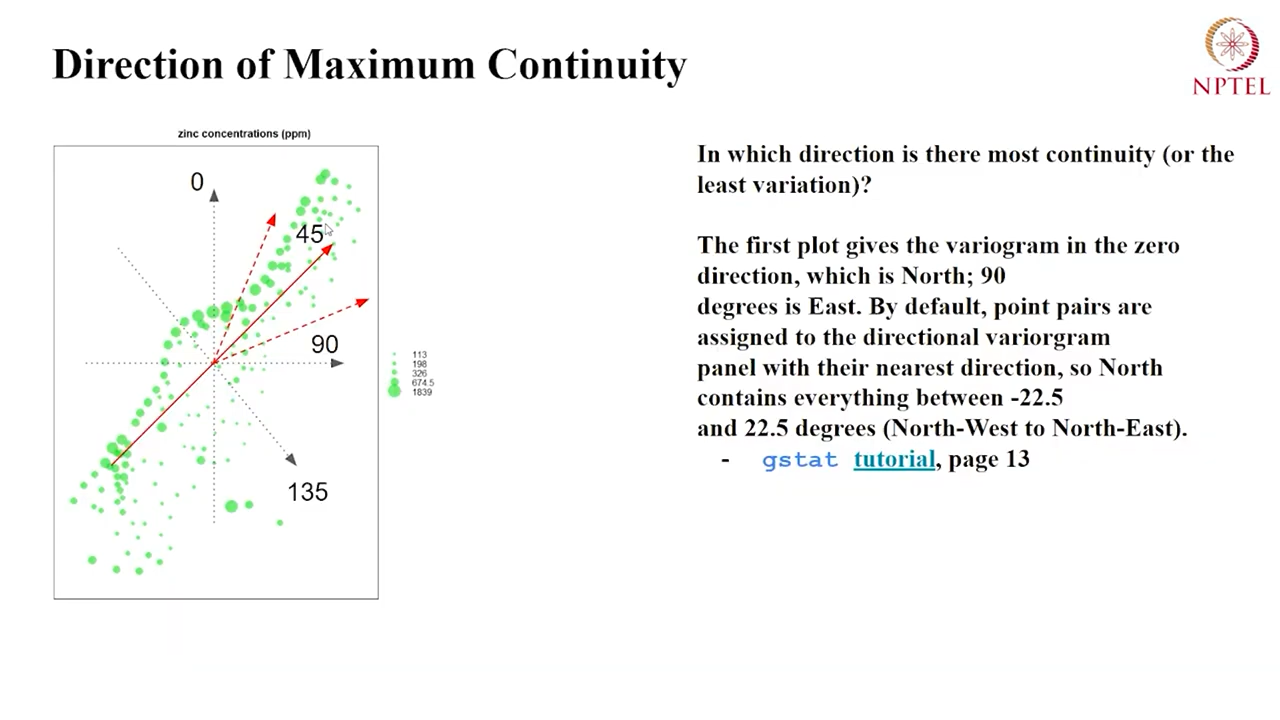 Direction of Maximum Continuity
NPTEL
zinc concentrations (ppm)
0
45
90
135
113
198
326
674.5
1839
In which direction is there most continuity (or the
least variation)?
The first plot gives the variogram in the zero
direction, which is North; 90
degrees is East. By default, point pairs are
assigned to the directional variorgram
panel with their nearest direction, so North
contains everything between -22.5
and 22.5 degrees (North-West to North-East).
- gstat tutorial, page 13